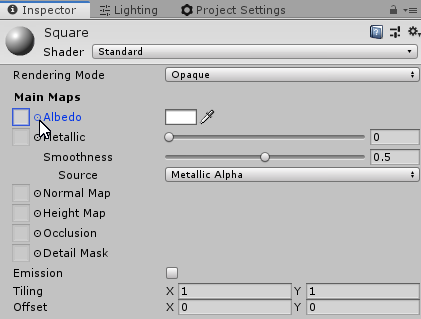 Inspector Lighting Project Settings
Square
Shader Standard
Rendering Mode Opaque
Main Maps
Albedo
Metallic 0
Smoothness 0.5
Source Metallic Alpha
Normal Map
Height Map
Occlusion
Detail Mask
Emission
Tiling X 1 Y 1
Offset X 0 Y 0